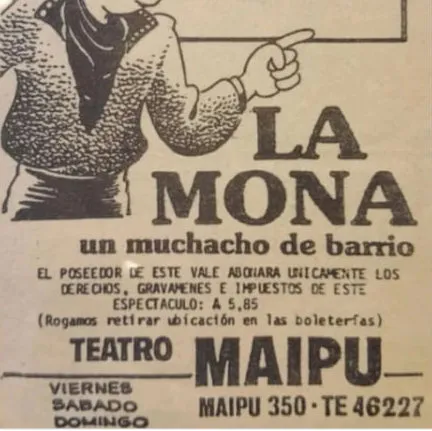 LA
MONA
un muchacho de barrio
EL POSEEDOR DE ESTE VALE ABONARA UNICAMENTE LOS
DERECHOS, GRAVAMENES E IMPUESTOS DE ESTE
ESPECTACULO: A 5,85
(Rogamos retirar ubicación en las boleterías)
TEATRO MAIPU
VIERNES
SABADO
DOMINGO
MAIPU 350 · TE 46227